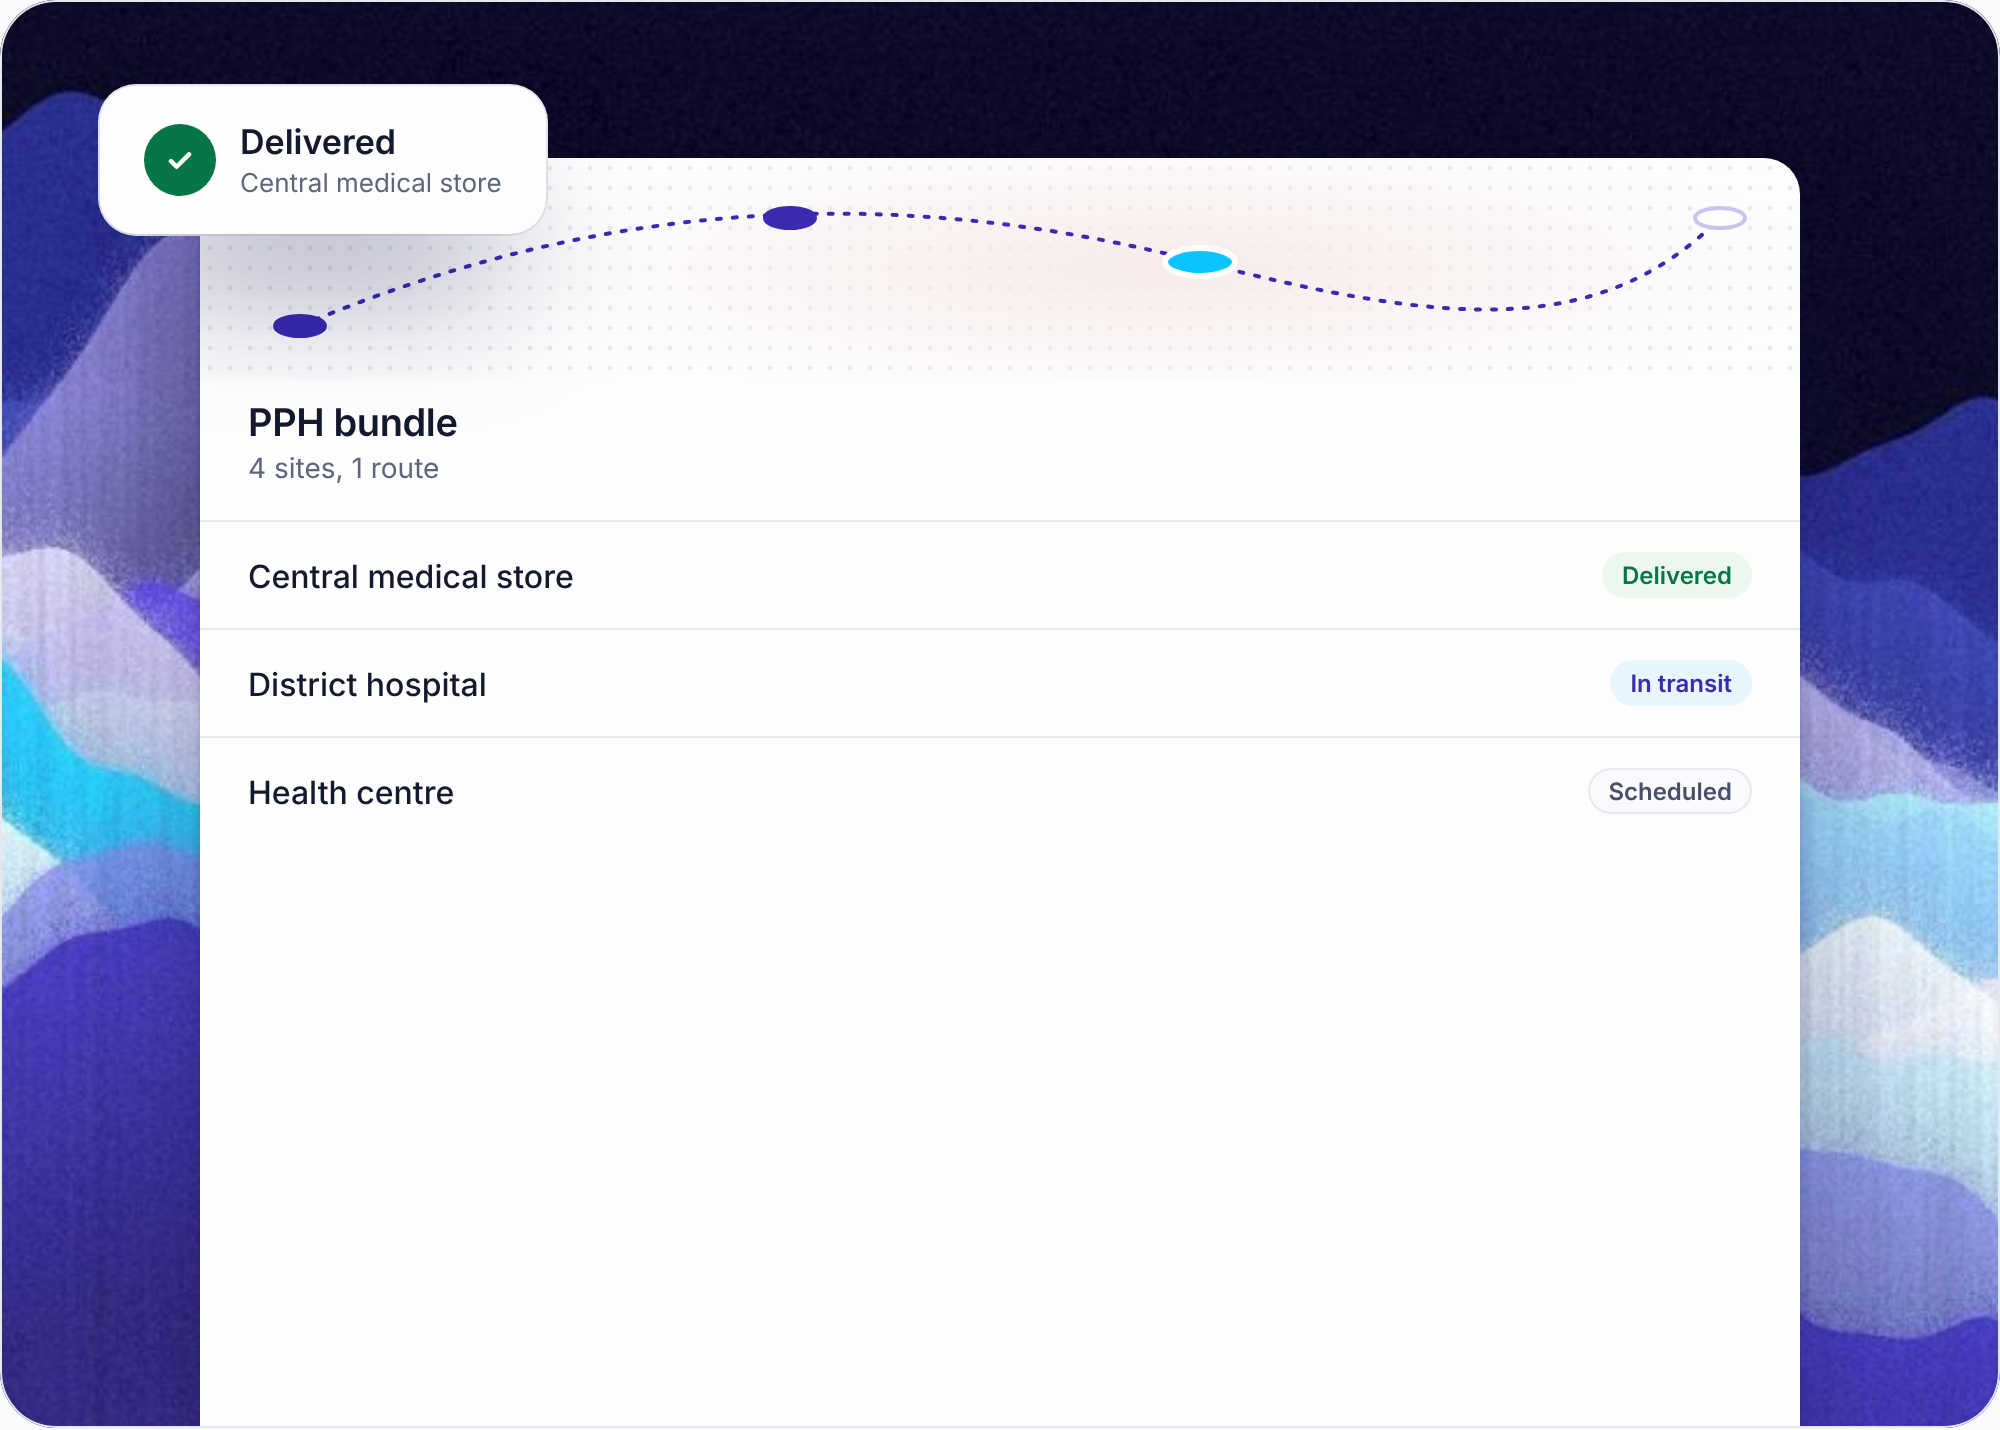 Delivered
Central medical store
PPH bundle
4 sites, 1 route
Central medical store
Delivered
District hospital
In transit
Health centre
Scheduled